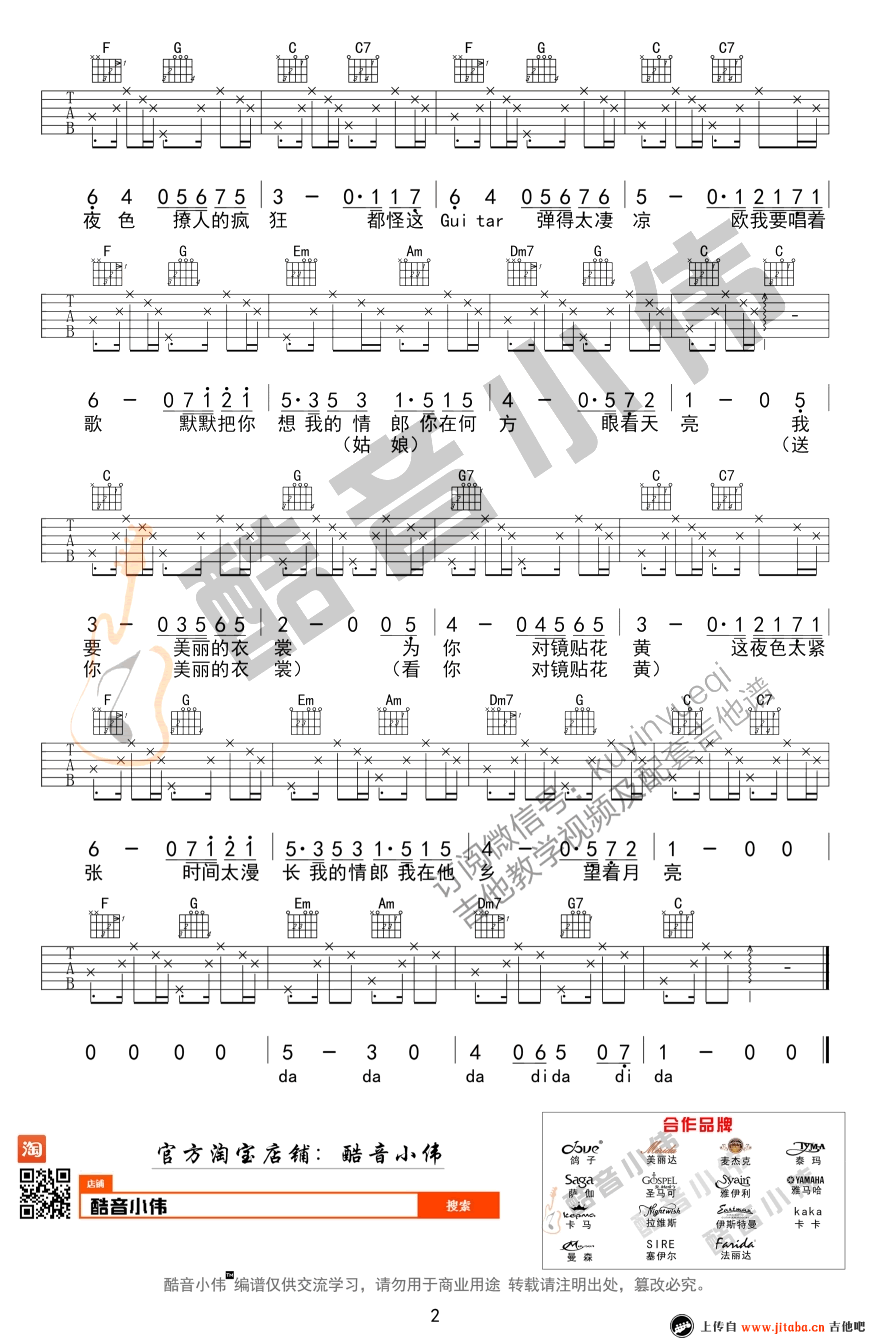 F G C C7 F G C C7
T A B
6 4 0 5 6 7 5 | 3 - 0·1 1 7 | 6 4 0 5 6 7 6 | 5 - 0·1 2 1 7 1
夜 色 撩人的疯 狂 都怪这 Guitar 弹得太凄 凉 欧我要唱着
F G Em Am Dm7 G C C
T A B
6 - 0 7 1 2 1 | 5·3 5 3 1·5 1 5 | 4 - 0·5 7 2 | 1 - 0 5
歌 默默把你 想 我的 情 郎 你在何 方 眼看天 亮 我
(姑 娘) (送
C G G7 C C7
T A B
3 - 0 3 5 6 5 | 2 - 0 0 5 | 4 - 0 4 5 6 5 | 3 - 0·1 2 1 7 1
要 美丽的衣 裳 为 你 对镜贴花 黄 这夜色太紧
你 美丽的衣 裳) (看 你 对镜贴花 黄)
F G Em Am Dm7 G C C7
T A B
6 - 0 7 1 2 1 | 5·3 5 3 1·5 1 5 | 4 - 0·5 7 2 | 1 - 0 0
张 时间太漫 长 我的情郎 我在他 乡 望着月 亮
F G Em Am Dm7 G7 C
T A B
0 0 0 0 | 5 - 3 0 | 4 0 6 5 0 7 | 1 - 0 0
da da da di da di da
酷音小伟
订阅微信号：kuyinyueqi
吉他教学视频及配套吉他谱
淘
官方淘宝店铺：酷音小伟
店铺
酷音小伟 搜索
合作品牌
Dove Merida TYMA
鸽子 美丽达 麦杰克 泰玛
Saga GOSPEL Syairi YAMAHA
萨伽 圣马可 雅伊利 雅马哈
kepma Nightwish Eastman kaka
卡马 拉维斯 伊斯特曼 卡卡
SIRE Farida
曼森 塞伊尔 法丽达
酷音小伟™编谱仅供交流学习，请勿用于商业用途 转载请注明出处，篡改必究。
2
上传自 www.jitaba.cn 吉他吧